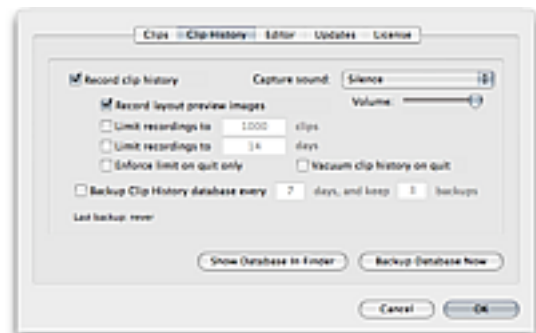 Clips Clip History Editor Updates License
Record clip history Capture sound: Silence
Record layout preview images Volume:
Limit recordings to 1000 clips
Limit recordings to 14 days
Enforce limit on quit only Vacuum clip history on quit
Backup Clip History database every 7 days, and keep 3 backups
Last backup: never
Show Database In Finder Backup Database Now
Cancel OK